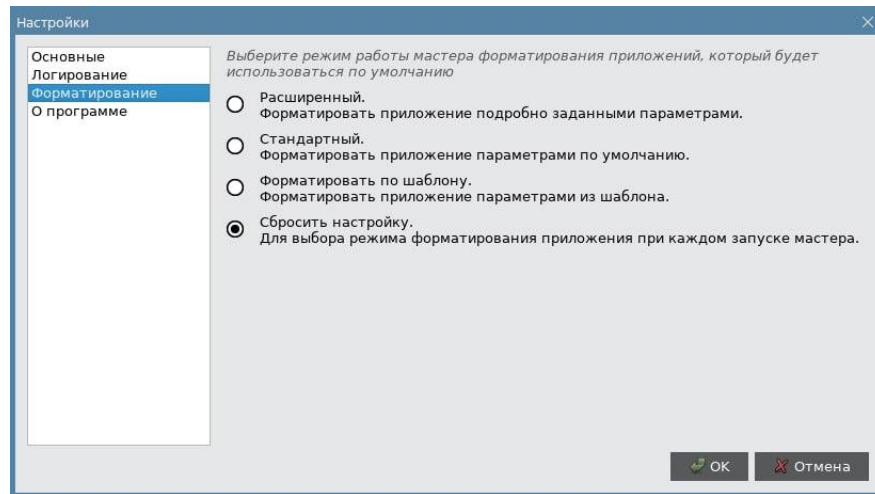 Настройки
Основные
Логирование
Форматирование
О программе
Выберите режим работы мастера форматирования приложений, который будет
использоваться по умолчанию
Расширенный.
Форматировать приложение подробно заданными параметрами.
Стандартный.
Форматировать приложение параметрами по умолчанию.
Форматировать по шаблону.
Форматировать приложение параметрами из шаблона.
Сбросить настройку.
Для выбора режима форматирования приложения при каждом запуске мастера.
OK
Отмена